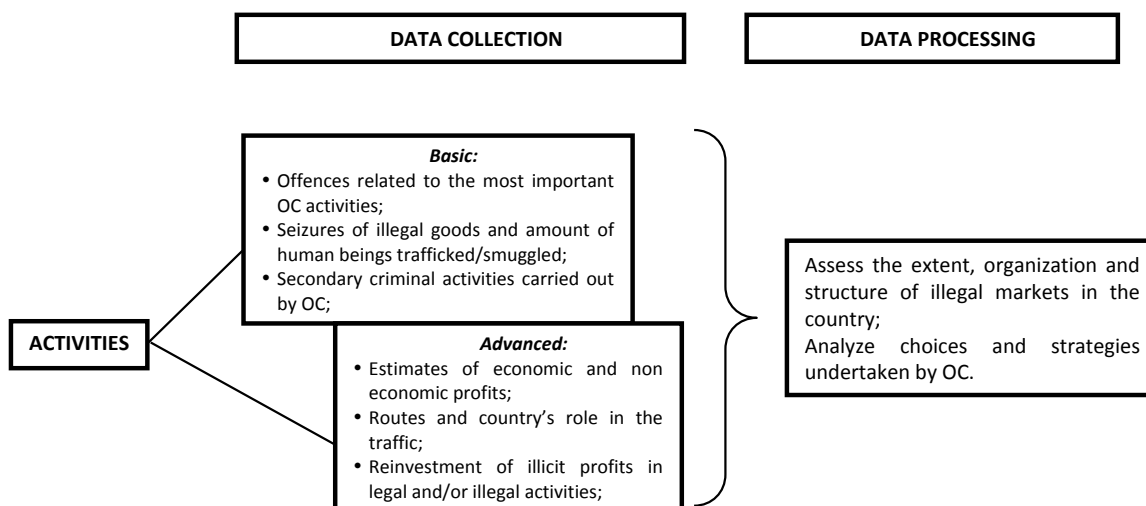 DATA COLLECTION
DATA PROCESSING
ACTIVITIES
Basic:
• Offences related to the most important
OC activities;
• Seizures of illegal goods and amount of
human beings trafficked/smuggled;
• Secondary criminal activities carried out
by OC;
Advanced:
• Estimates of economic and non
economic profits;
• Routes and country's role in the
traffic;
• Reinvestment of illicit profits in
legal and/or illegal activities;
Assess the extent, organization and
structure of illegal markets in the
country;
Analyze choices and strategies
undertaken by OC.